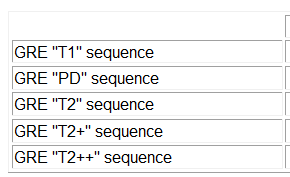 GRE "T1" sequence
GRE "PD" sequence
GRE "T2" sequence
GRE "T2+" sequence
GRE "T2++" sequence